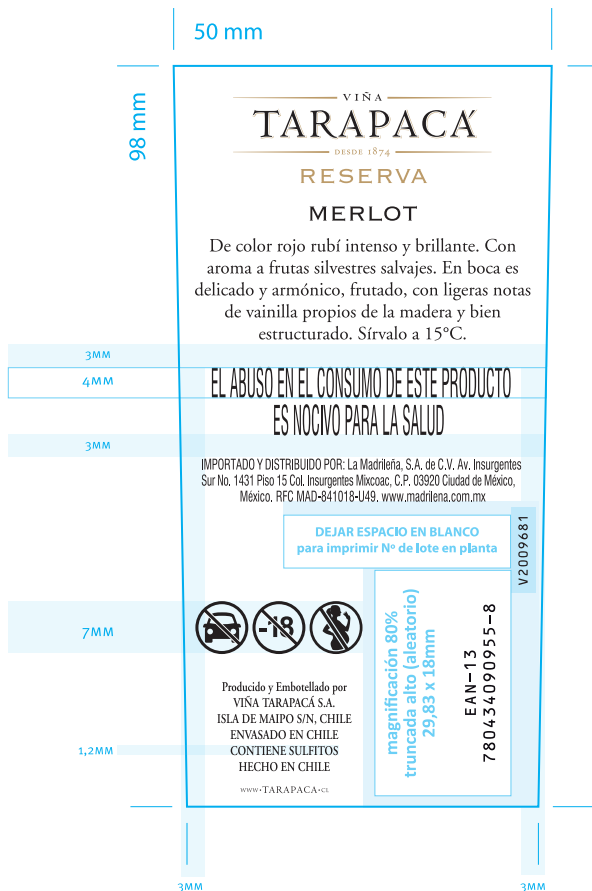 50 mm
98 mm
VIÑA
TARAPACÁ
DESDE 1874
RESERVA
MERLOT
De color rojo rubí intenso y brillante. Con
aroma a frutas silvestres salvajes. En boca es
delicado y armónico, frutado, con ligeras notas
de vainilla propios de la madera y bien
estructurado. Sírvalo a 15°C.
3MM
4MM
EL ABUSO EN EL CONSUMO DE ESTE PRODUCTO
ES NOCIVO PARA LA SALUD
3MM
IMPORTADO Y DISTRIBUIDO POR: La Madrileña, S.A. de C.V. Av. Insurgentes
Sur No. 1431 Piso 15 Col. Insurgentes Mixcoac, C.P. 03920 Ciudad de México,
México. RFC MAD-841018-U49. www.madrilena.com.mx
DEJAR ESPACIO EN BLANCO
para imprimir Nº de lote en planta
V2009681
7MM
-18
magnificación 80%
truncada alto (aleatorio)
29,83 x 18mm
EAN-13
780434090955-8
Producido y Embotellado por
VIÑA TARAPACÁ S.A.
ISLA DE MAIPO S/N, CHILE
ENVASADO EN CHILE
1,2MM
CONTIENE SULFITOS
HECHO EN CHILE
WWW•TARAPACA•CL
3MM
3MM